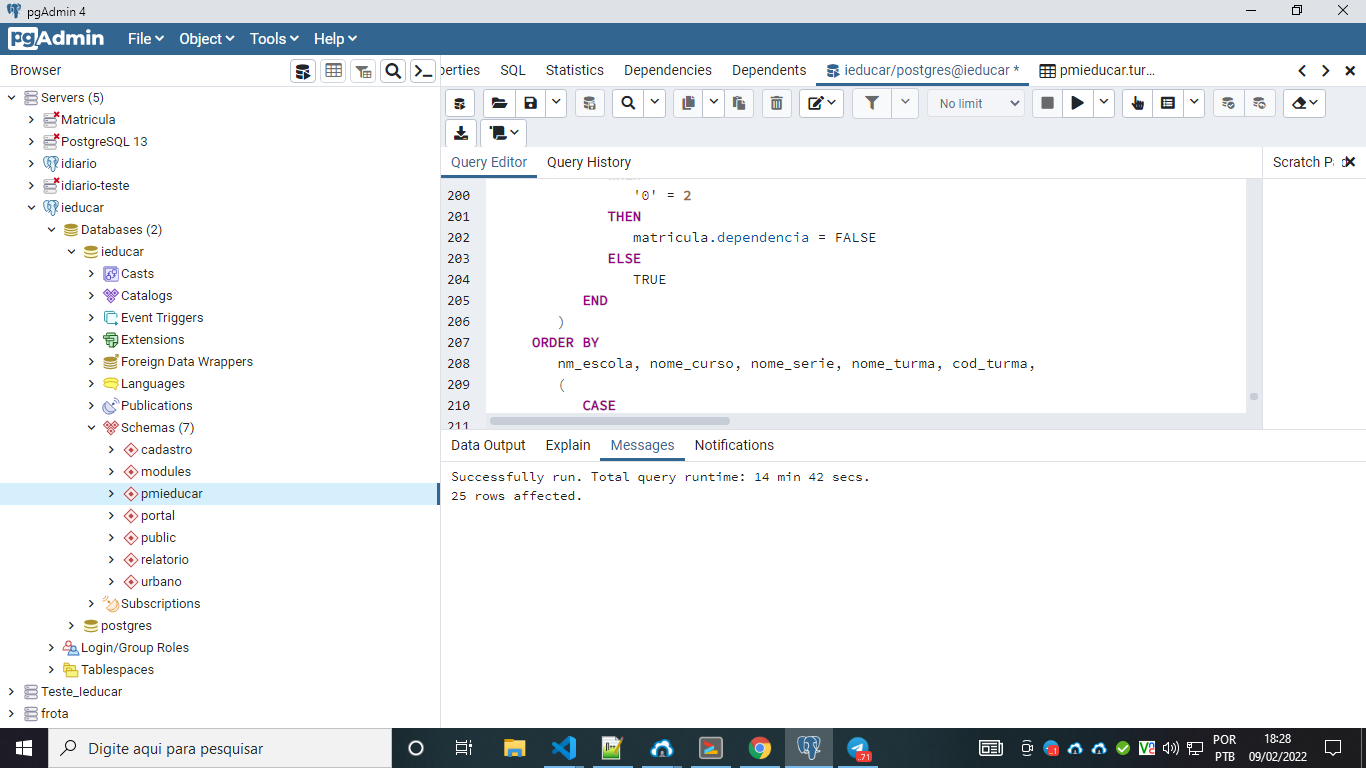 pgAdmin 4
pgAdmin
File Object Tools Help
Browser
Servers (5)
Matricula
PostgreSQL 13
idiario
idiario-teste
ieducar
Databases (2)
ieducar
Casts
Catalogs
Event Triggers
Extensions
Foreign Data Wrappers
Languages
Publications
Schemas (7)
cadastro
modules
pmieducar
portal
public
relatorio
urbano
Subscriptions
postgres
Login/Group Roles
Tablespaces
Teste_Ieducar
frota
perties SQL Statistics Dependencies Dependents ieducar/postgres@ieducar * pmieducar.tur...
No limit
Query Editor Query History
Scratch P
200 '0' = 2
201 THEN
202 matricula.dependencia = FALSE
203 ELSE
204 TRUE
205 END
206 )
207 ORDER BY
208 nm_escola, nome_curso, nome_serie, nome_turma, cod_turma,
209 (
210 CASE
211
Data Output Explain Messages Notifications
Successfully run. Total query runtime: 14 min 42 secs.
25 rows affected.
Digite aqui para pesquisar
71
POR
PTB
18:28
09/02/2022